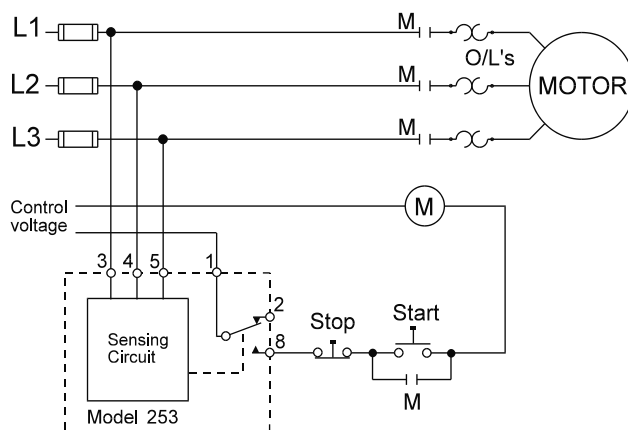 L1
M
O/L's
L2
M
MOTOR
L3
M
Control
voltage
M
3
4
5
1
2
8
Sensing
Circuit
Stop
Start
M
Model 253